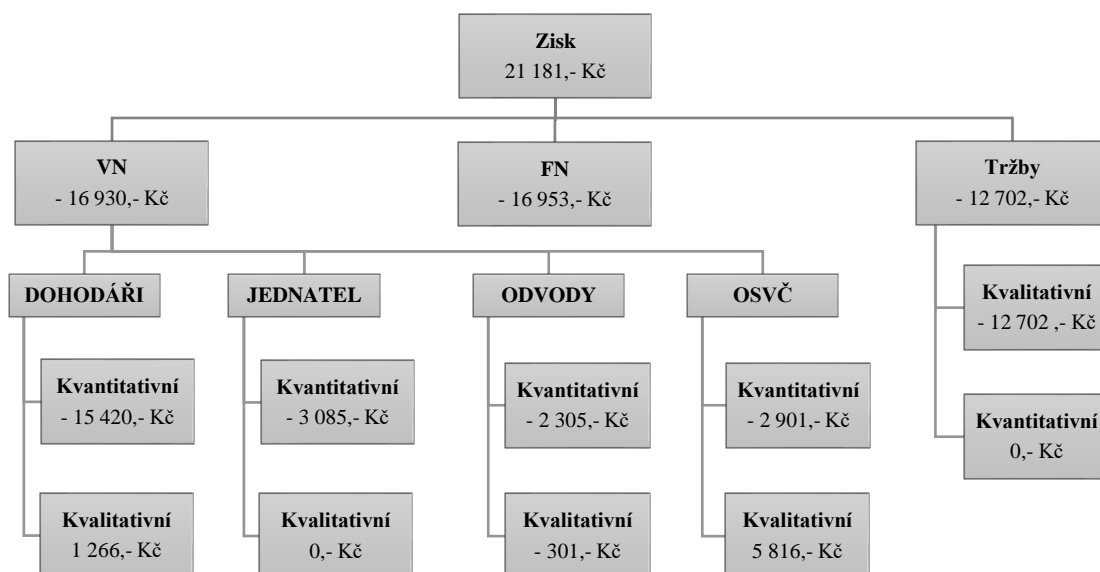 Zisk
21 181,- Kč
VN
- 16 930,- Kč
FN
- 16 953,- Kč
Tržby
- 12 702,- Kč
DOHODÁŘI
JEDNATEL
ODVODY
OSVČ
Kvalitativní
- 12 702 ,- Kč
Kvantitativní
- 15 420,- Kč
Kvantitativní
- 3 085,- Kč
Kvantitativní
- 2 305,- Kč
Kvantitativní
- 2 901,- Kč
Kvantitativní
0,- Kč
Kvalitativní
1 266,- Kč
Kvalitativní
0,- Kč
Kvalitativní
- 301,- Kč
Kvalitativní
5 816,- Kč